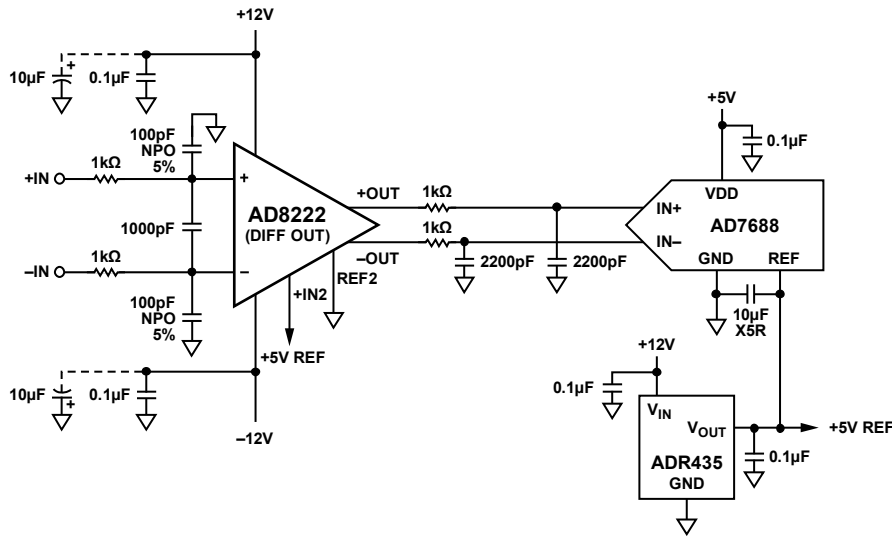 +12V
+
10µF
0.1µF
+5V
0.1µF
100pF
NPO
5%
+IN
1kΩ
+
AD8222
(DIFF OUT)
+OUT
1kΩ
VDD
IN+
AD7688
IN–
GND
REF
1000pF
–IN
1kΩ
–
–OUT
1kΩ
2200pF
2200pF
REF2
+IN2
+5V REF
100pF
NPO
5%
10µF
X5R
10µF
+
0.1µF
–12V
+12V
0.1µF
VIN
VOUT
+5V REF
ADR435
GND
0.1µF